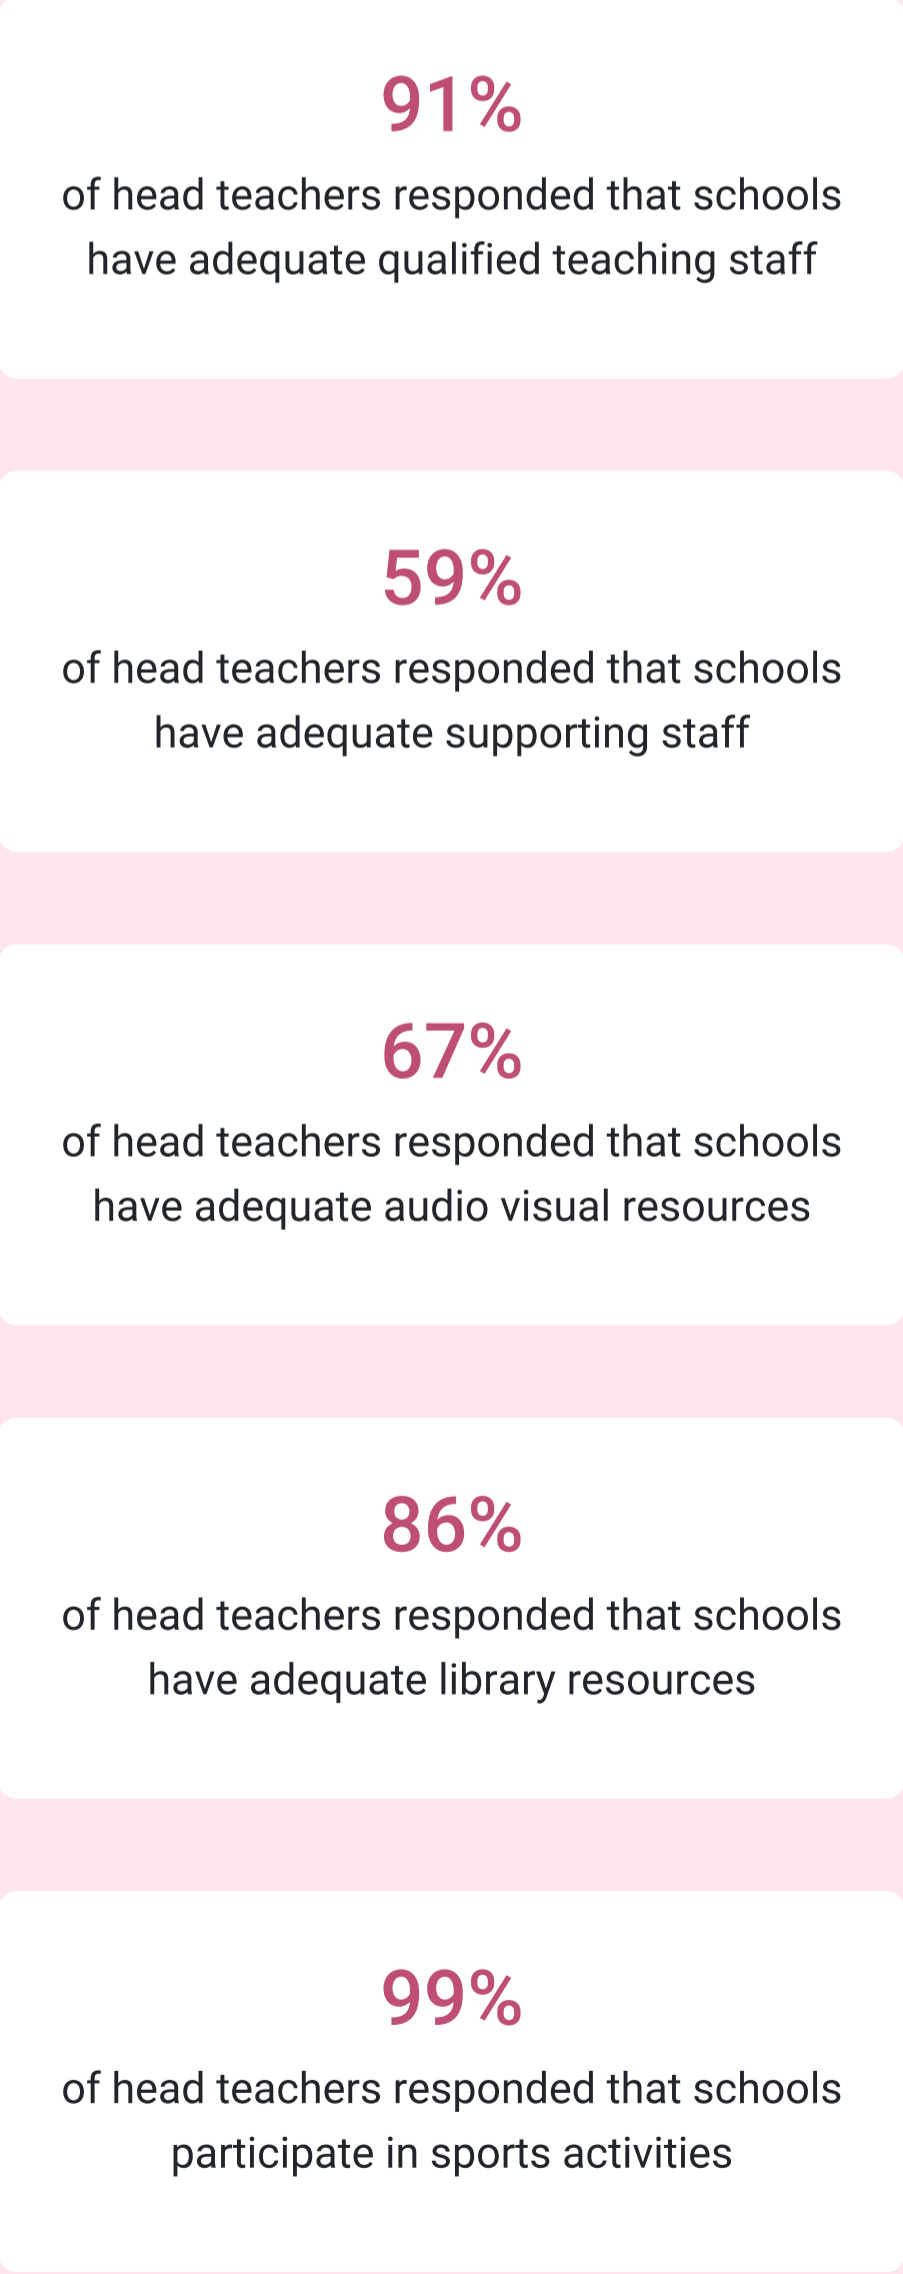 91%
of head teachers responded that schools
have adequate qualified teaching staff
59%
of head teachers responded that schools
have adequate supporting staff
67%
of head teachers responded that schools
have adequate audio visual resources
86%
of head teachers responded that schools
have adequate library resources
99%
of head teachers responded that schools
participate in sports activities